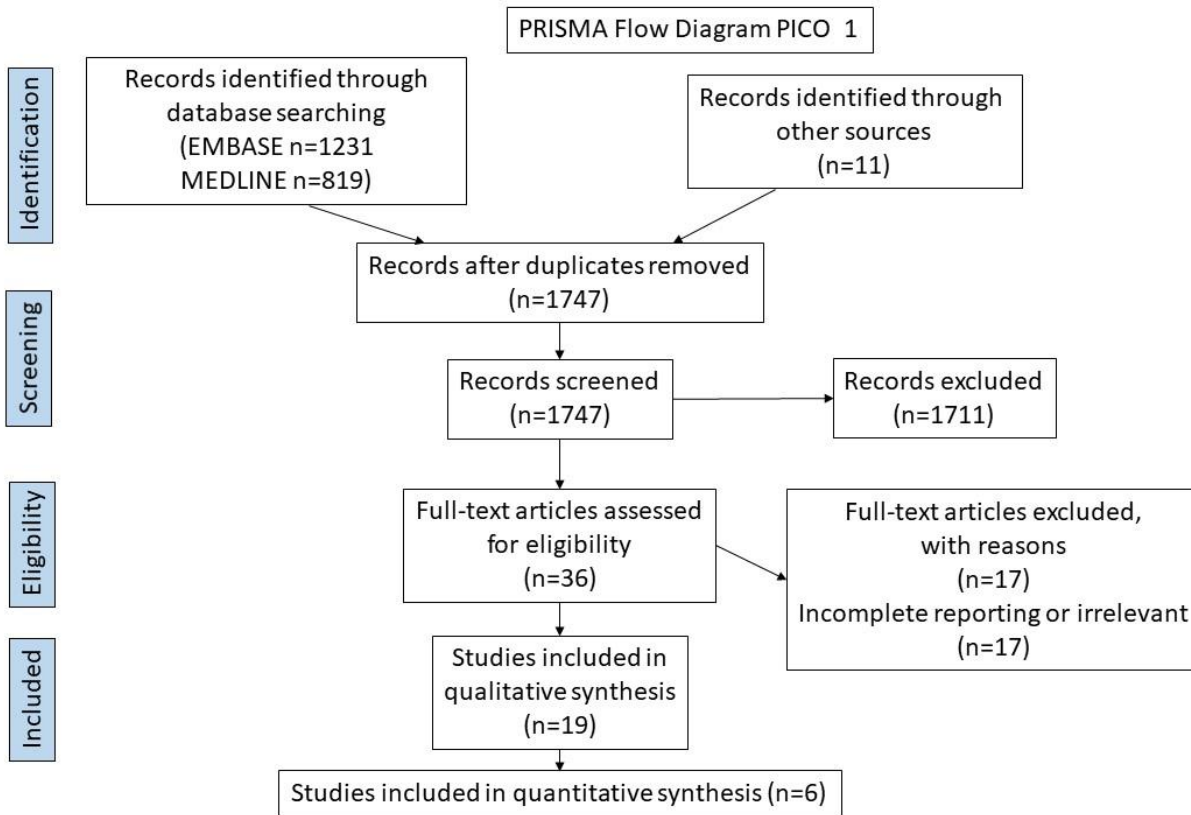 PRISMA Flow Diagram PICO 1
Identification
Records identified through
database searching
(EMBASE n=1231
MEDLINE n=819)
Records identified through
other sources
(n=11)
Records after duplicates removed
(n=1747)
Screening
Records screened
(n=1747)
Records excluded
(n=1711)
Eligibility
Full-text articles assessed
for eligibility
(n=36)
Full-text articles excluded,
with reasons
(n=17)
Incomplete reporting or irrelevant
(n=17)
Included
Studies included in
qualitative synthesis
(n=19)
Studies included in quantitative synthesis (n=6)